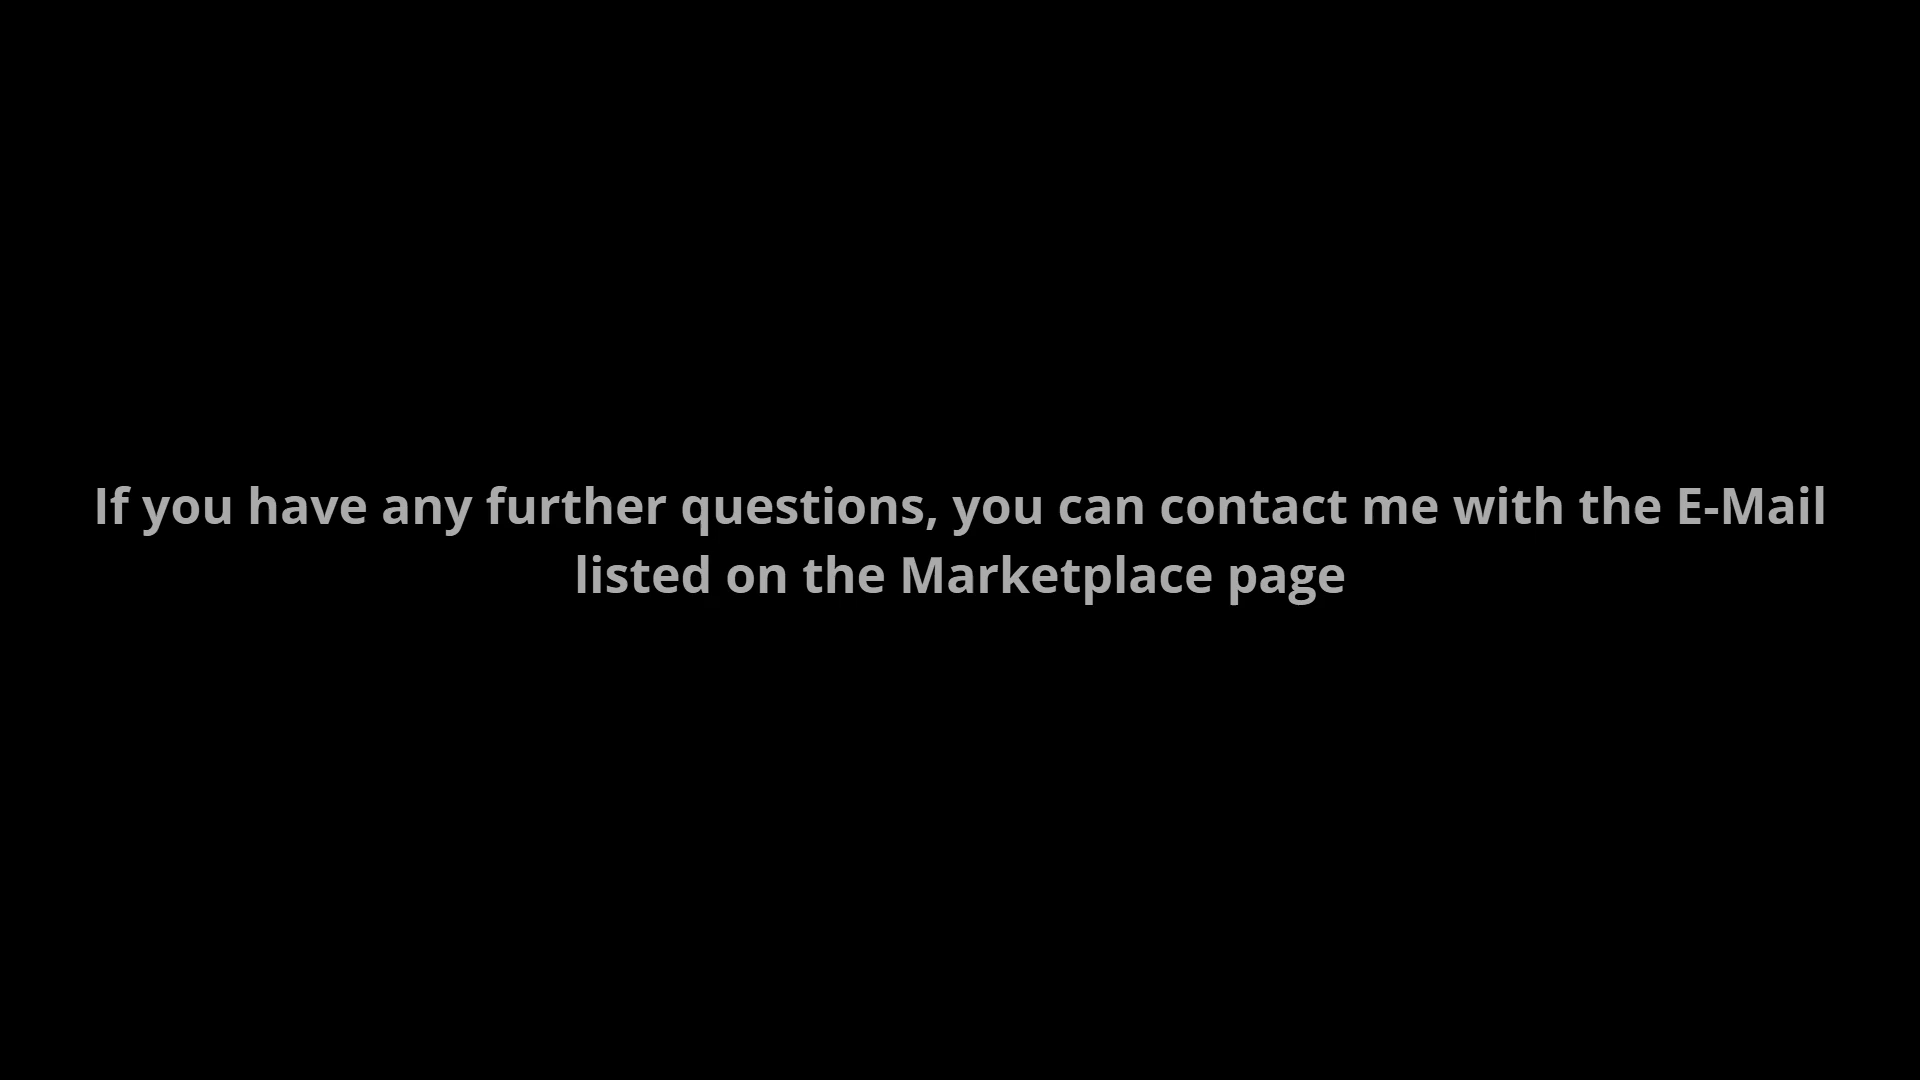 If you have any further questions, you can contact me with the E-Mail
listed on the Marketplace page